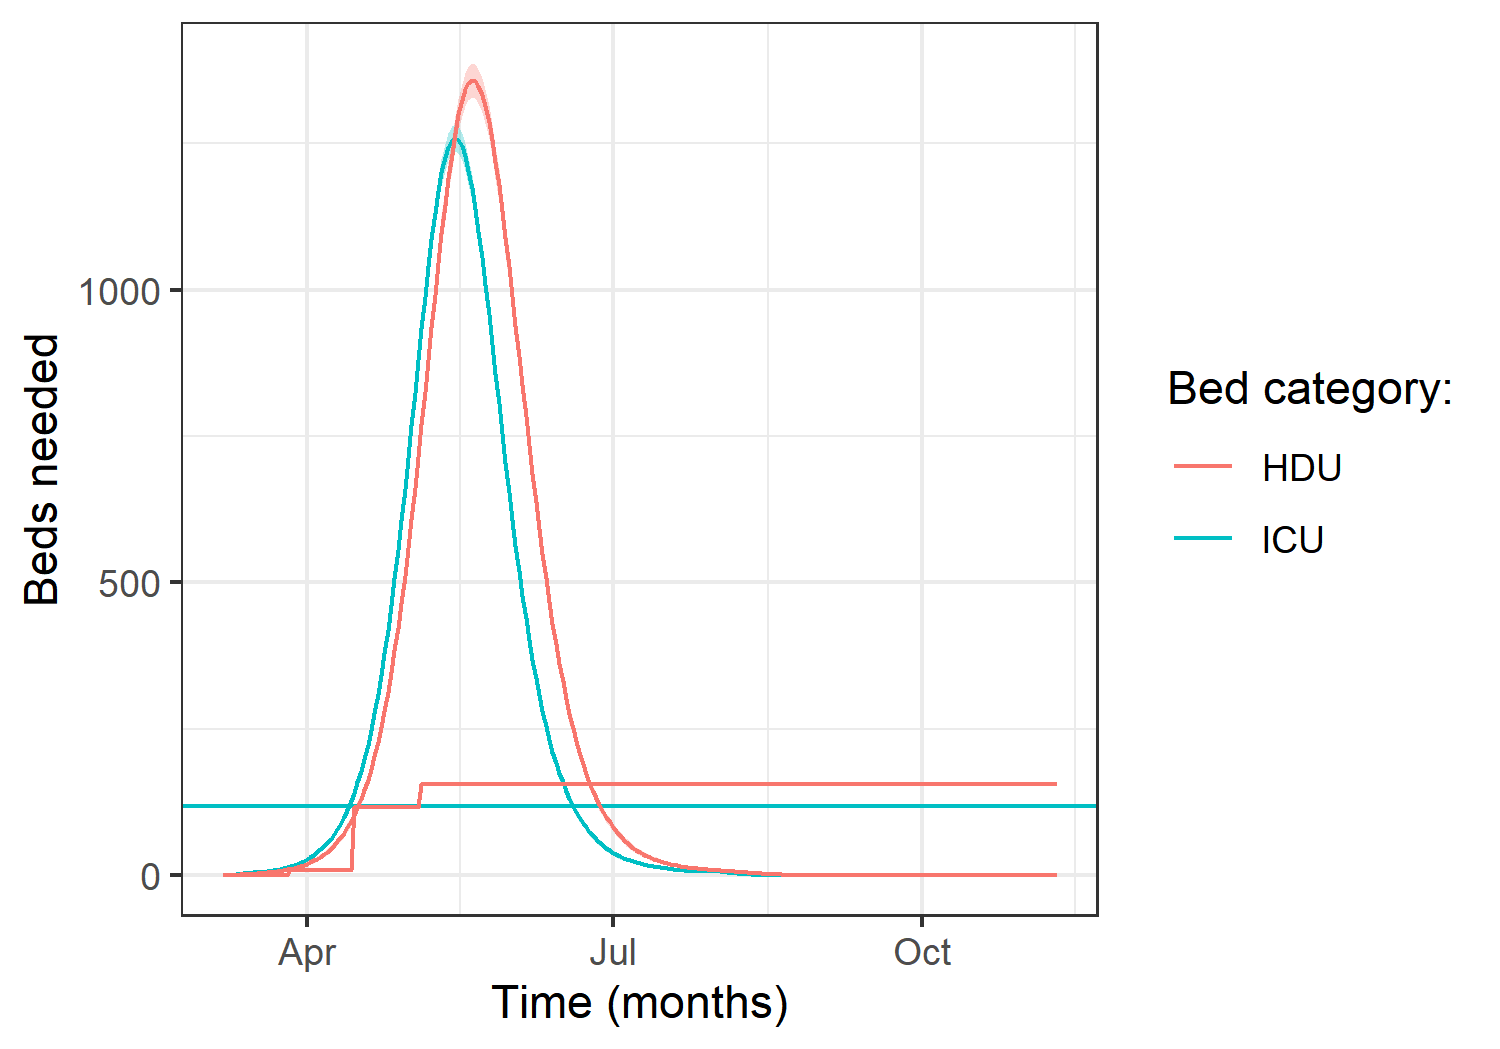 Beds needed
1000
500
0
Apr
Jul
Oct
Time (months)
Bed category:
HDU
ICU